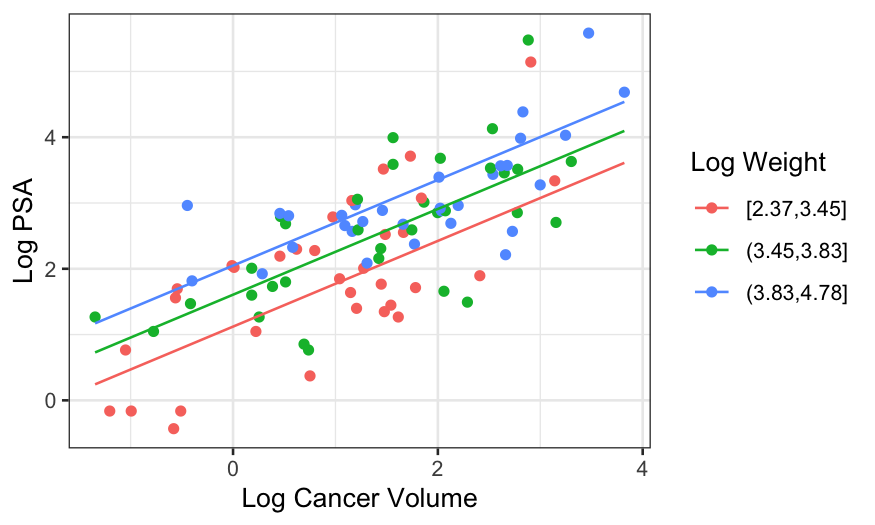 4
2
0
0 2 4
Log Cancer Volume
Log PSA
Log Weight
[2.37,3.45]
(3.45,3.83]
(3.83,4.78]